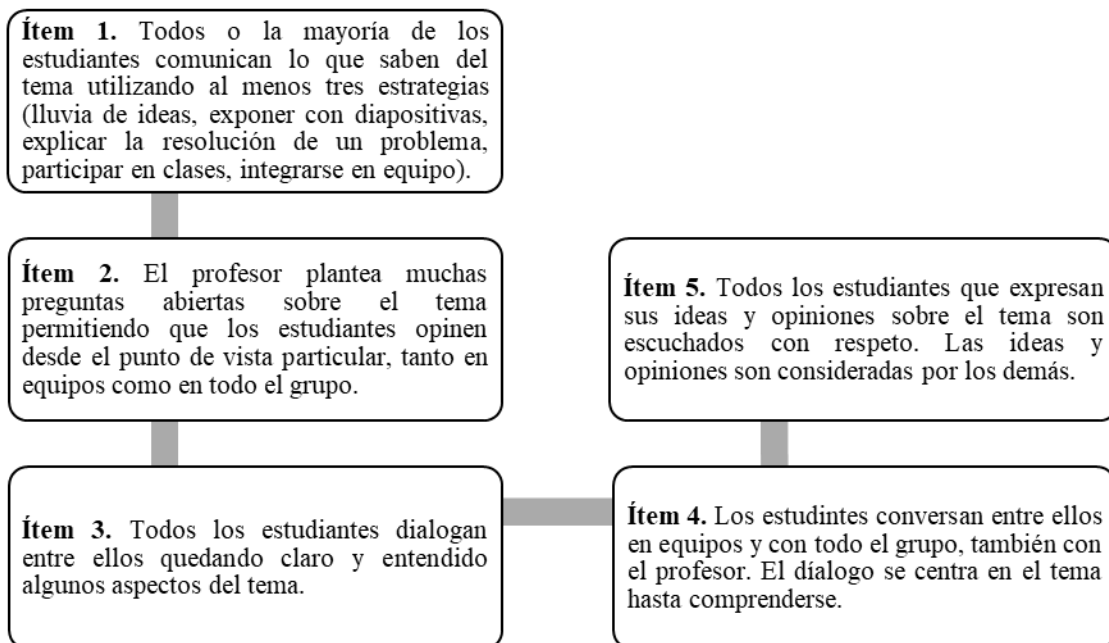 Ítem 1. Todos o la mayoría de los
estudiantes comunican lo que saben del
tema utilizando al menos tres estrategias
(lluvia de ideas, exponer con diapositivas,
explicar la resolución de un problema,
participar en clases, integrarse en equipo).
Ítem 2. El profesor plantea muchas
preguntas abiertas sobre el tema
permitiendo que los estudiantes opinen
desde el punto de vista particular, tanto en
equipos como en todo el grupo.
Ítem 3. Todos los estudiantes dialogan
entre ellos quedando claro y entendido
algunos aspectos del tema.
Ítem 4. Los estudintes conversan entre ellos
en equipos y con todo el grupo, también con
el profesor. El díalogo se centra en el tema
hasta comprenderse.
Ítem 5. Todos los estudiantes que expresan
sus ideas y opiniones sobre el tema son
escuchados con respeto. Las ideas y
opiniones son consideradas por los demás.